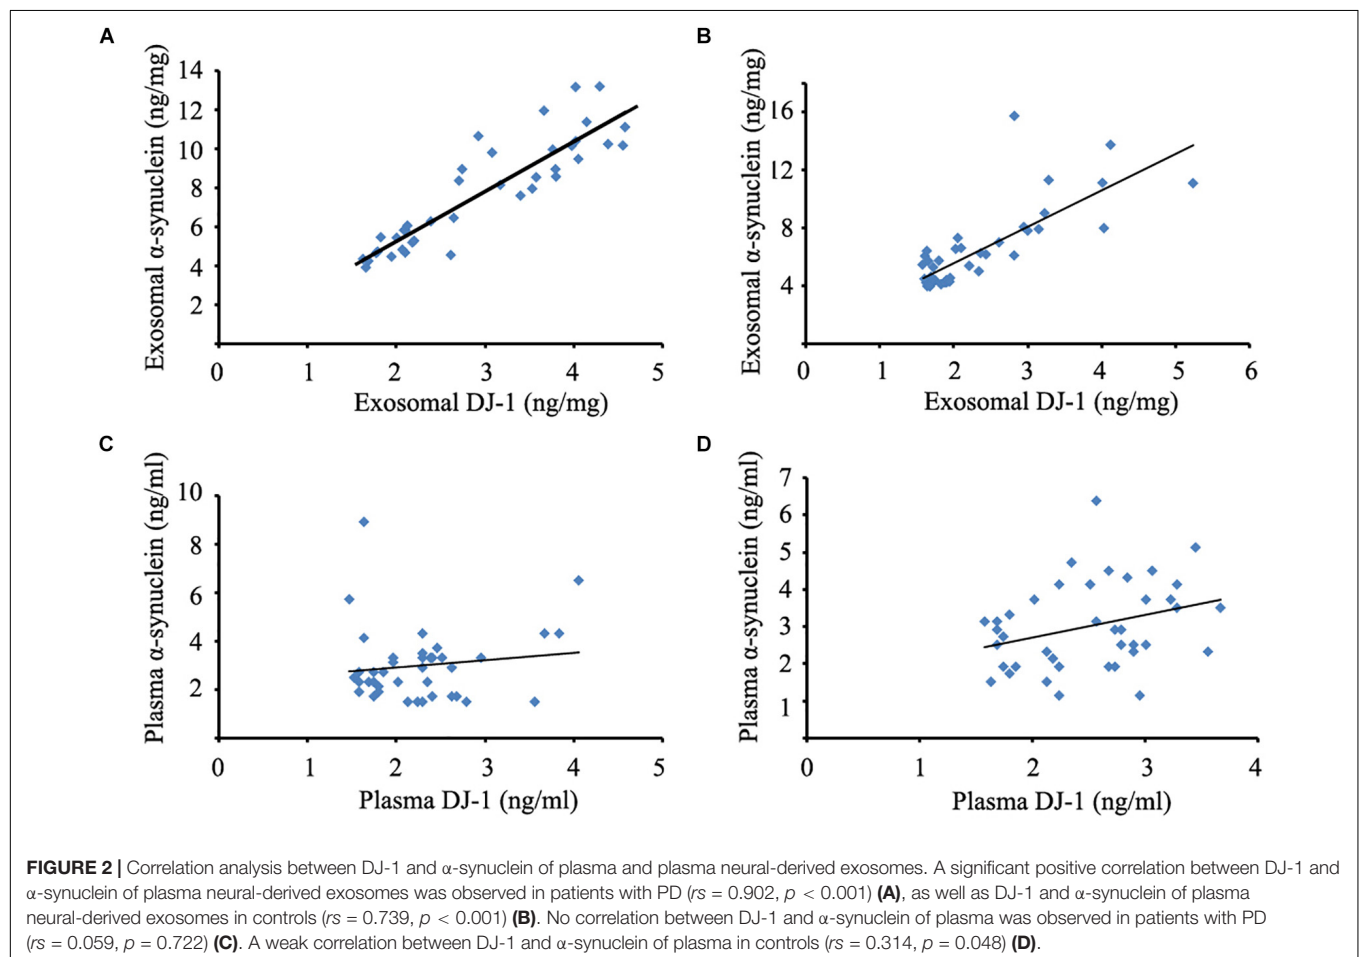 A
Exosomal α-synuclein (ng/mg)
14
12
10
8
6
4
2
0 1 2 3 4 5
Exosomal DJ-1 (ng/mg)
B
Exosomal α-synuclein (ng/mg)
16
12
8
4
0 1 2 3 4 5 6
Exosomal DJ-1 (ng/mg)
C
Plasma α-synuclein (ng/ml)
10
8
6
4
2
0 1 2 3 4 5
Plasma DJ-1 (ng/ml)
D
Plasma α-synuclein (ng/ml)
7
6
5
4
3
2
1
0 1 2 3 4
Plasma DJ-1 (ng/ml)
FIGURE 2 | Correlation analysis between DJ-1 and α-synuclein of plasma and plasma neural-derived exosomes. A significant positive correlation between DJ-1 and
α-synuclein of plasma neural-derived exosomes was observed in patients with PD (rs = 0.902, p < 0.001) (A), as well as DJ-1 and α-synuclein of plasma
neural-derived exosomes in controls (rs = 0.739, p < 0.001) (B). No correlation between DJ-1 and α-synuclein of plasma was observed in patients with PD
(rs = 0.059, p = 0.722) (C). A weak correlation between DJ-1 and α-synuclein of plasma in controls (rs = 0.314, p = 0.048) (D).